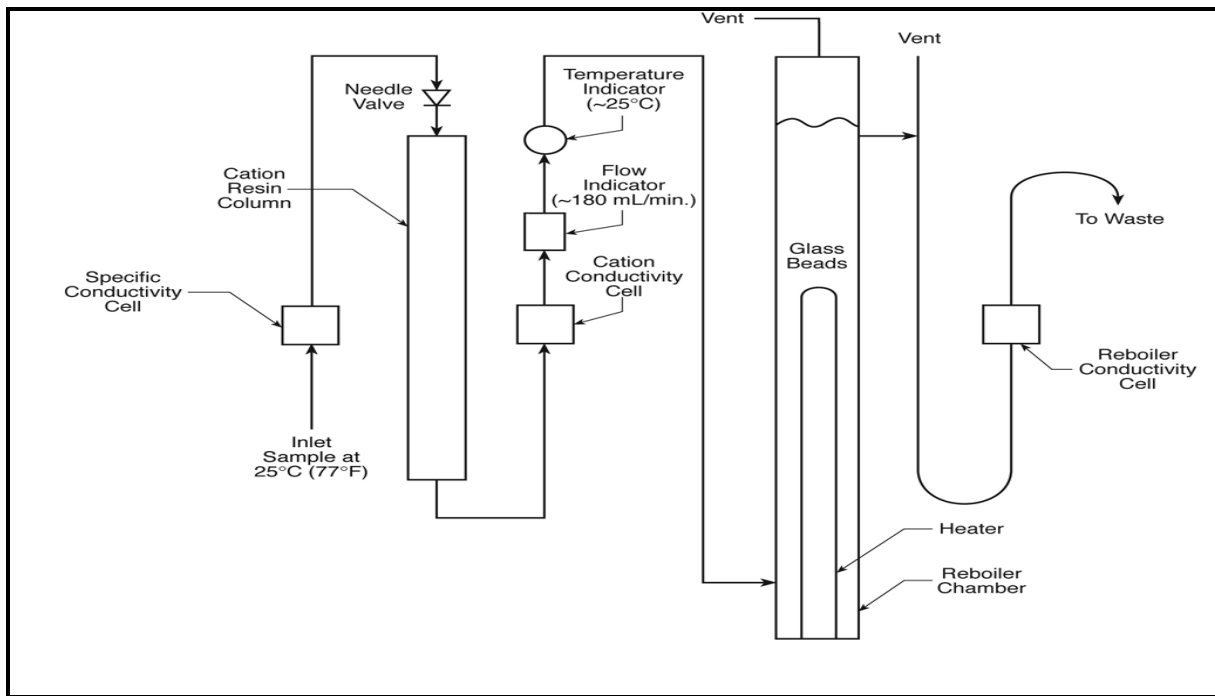 Vent
Vent
Needle
Valve
Temperature
Indicator
(~25°C)
Cation
Resin
Column
Flow
Indicator
(~180 mL/min.)
To Waste
Glass
Beads
Specific
Conductivity
Cell
Cation
Conductivity
Cell
Reboiler
Conductivity
Cell
Inlet
Sample at
25°C (77°F)
Heater
Reboiler
Chamber